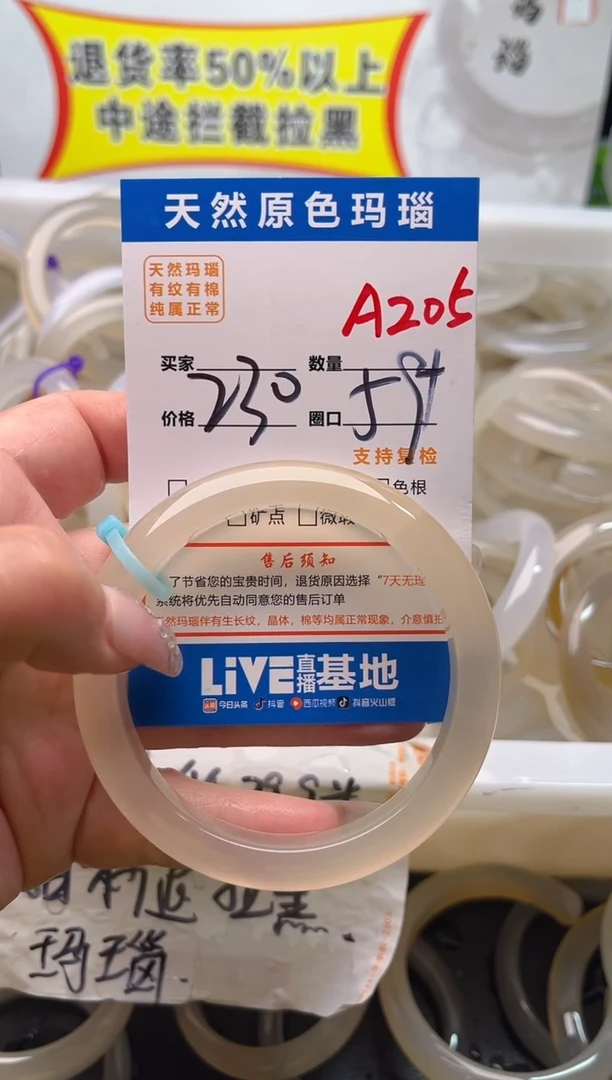 退货率50%以上
中途拦截拉黑
天然原色玛瑙
天然玛瑙
有纹有棉
纯属正常
A205
买家 数量
价格 230 圈口 59
支持复检
色根
矿点
售后须知
了节省您的宝贵时间，退货原因选择“7天无理
系统将优先自动同意您的售后订单
然玛瑙伴有生长纹，晶体，棉等均属正常现象，介意慎拍
LiVE直播基地
今日头条 抖音 西瓜视频 抖音火山版
玛瑙.